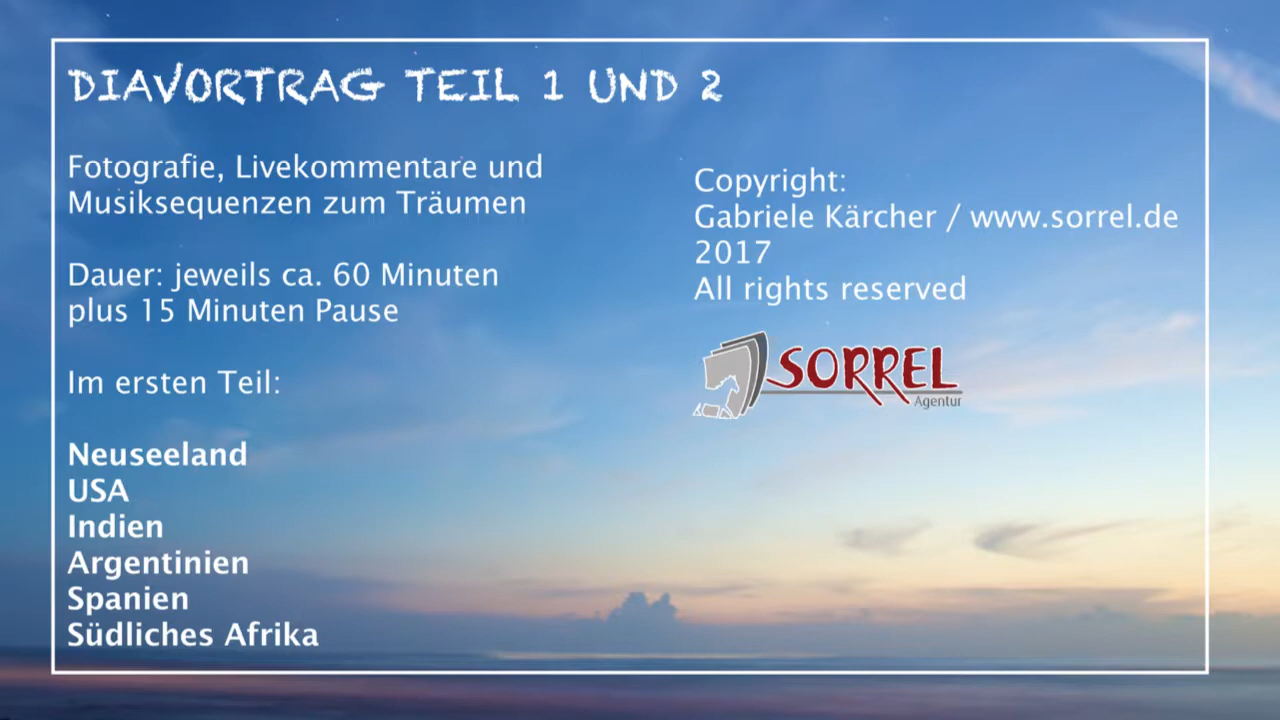 DIAVORTRAG TEIL 1 UND 2
Fotografie, Livekommentare und
Musiksequenzen zum Träumen
Dauer: jeweils ca. 60 Minuten
plus 15 Minuten Pause
Im ersten Teil:
Neuseeland
USA
Indien
Argentinien
Spanien
Südliches Afrika
Copyright:
Gabriele Kärcher / www.sorrel.de
2017
All rights reserved
SORREL
Agentur